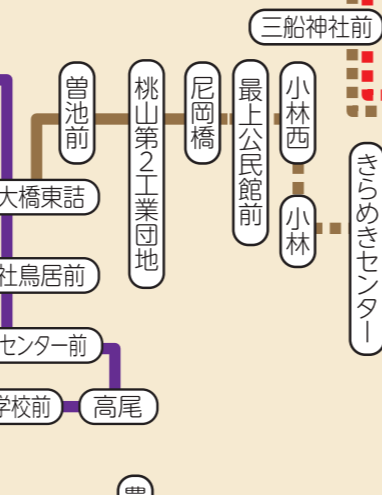 三船神社前
曽池前
桃山第2工業団地
尼岡橋
最上公民館前
小林西
小林
きらめきセンター
大橋東詰
社鳥居前
センター前
学校前
高尾